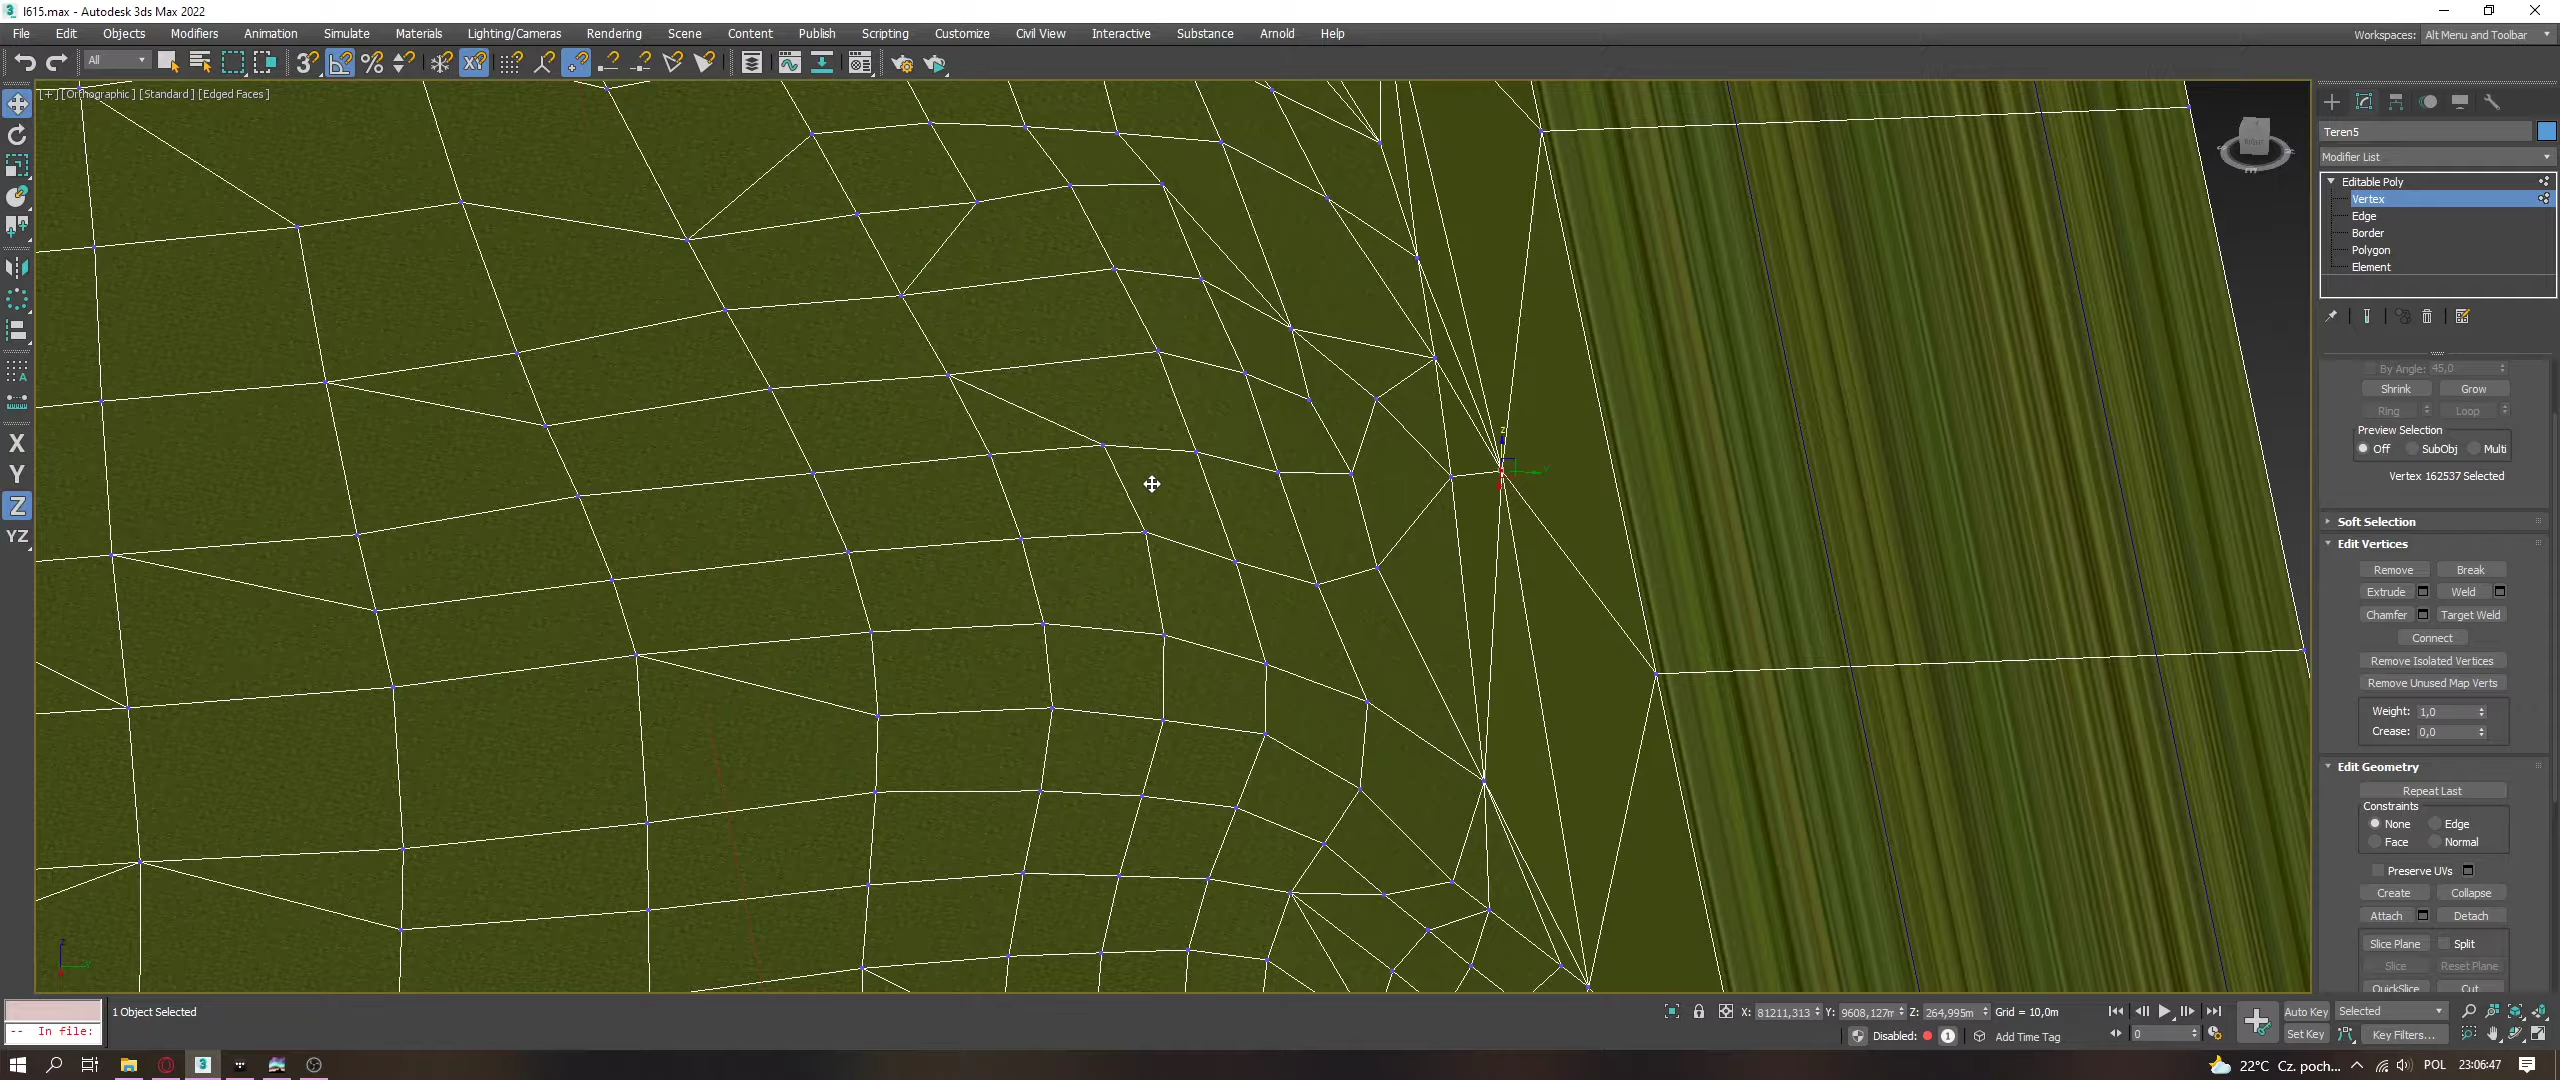 I615.max - Autodesk 3ds Max 2022
File Edit Objects Modifiers Animation Simulate Materials Lighting/Cameras Rendering Scene Content Publish Scripting Customize Civil View Interactive Substance Arnold Help
Workspaces: Alt Menu and Toolbar
All
[+] [Orthographic ] [Standard ] [Edged Faces ]
RIGHT
Teren5
Modifier List
Editable Poly
Vertex
Edge
Border
Polygon
Element
By Angle: 45,0
Shrink Grow
Ring Loop
Preview Selection
Off SubObj Multi
Vertex 162537 Selected
Soft Selection
Edit Vertices
Remove Break
Extrude Weld
Chamfer Target Weld
Connect
Remove Isolated Vertices
Remove Unused Map Verts
Weight: 1,0
Crease: 0,0
Edit Geometry
Repeat Last
Constraints
None Edge
Face Normal
Preserve UVs
Create Collapse
Attach Detach
Slice Plane Split
Slice Reset Plane
QuickSlice Cut
X
Y
Z
YZ
z
Y
z
Y
-- In file:
1 Object Selected
X: 81211,313 Y: 9608,127m Z: 264,995m Grid = 10,0m
Disabled: 1 Add Time Tag
0
Auto Key Selected
Set Key Key Filters...
22°C Cz. poch... POL 23:06:47